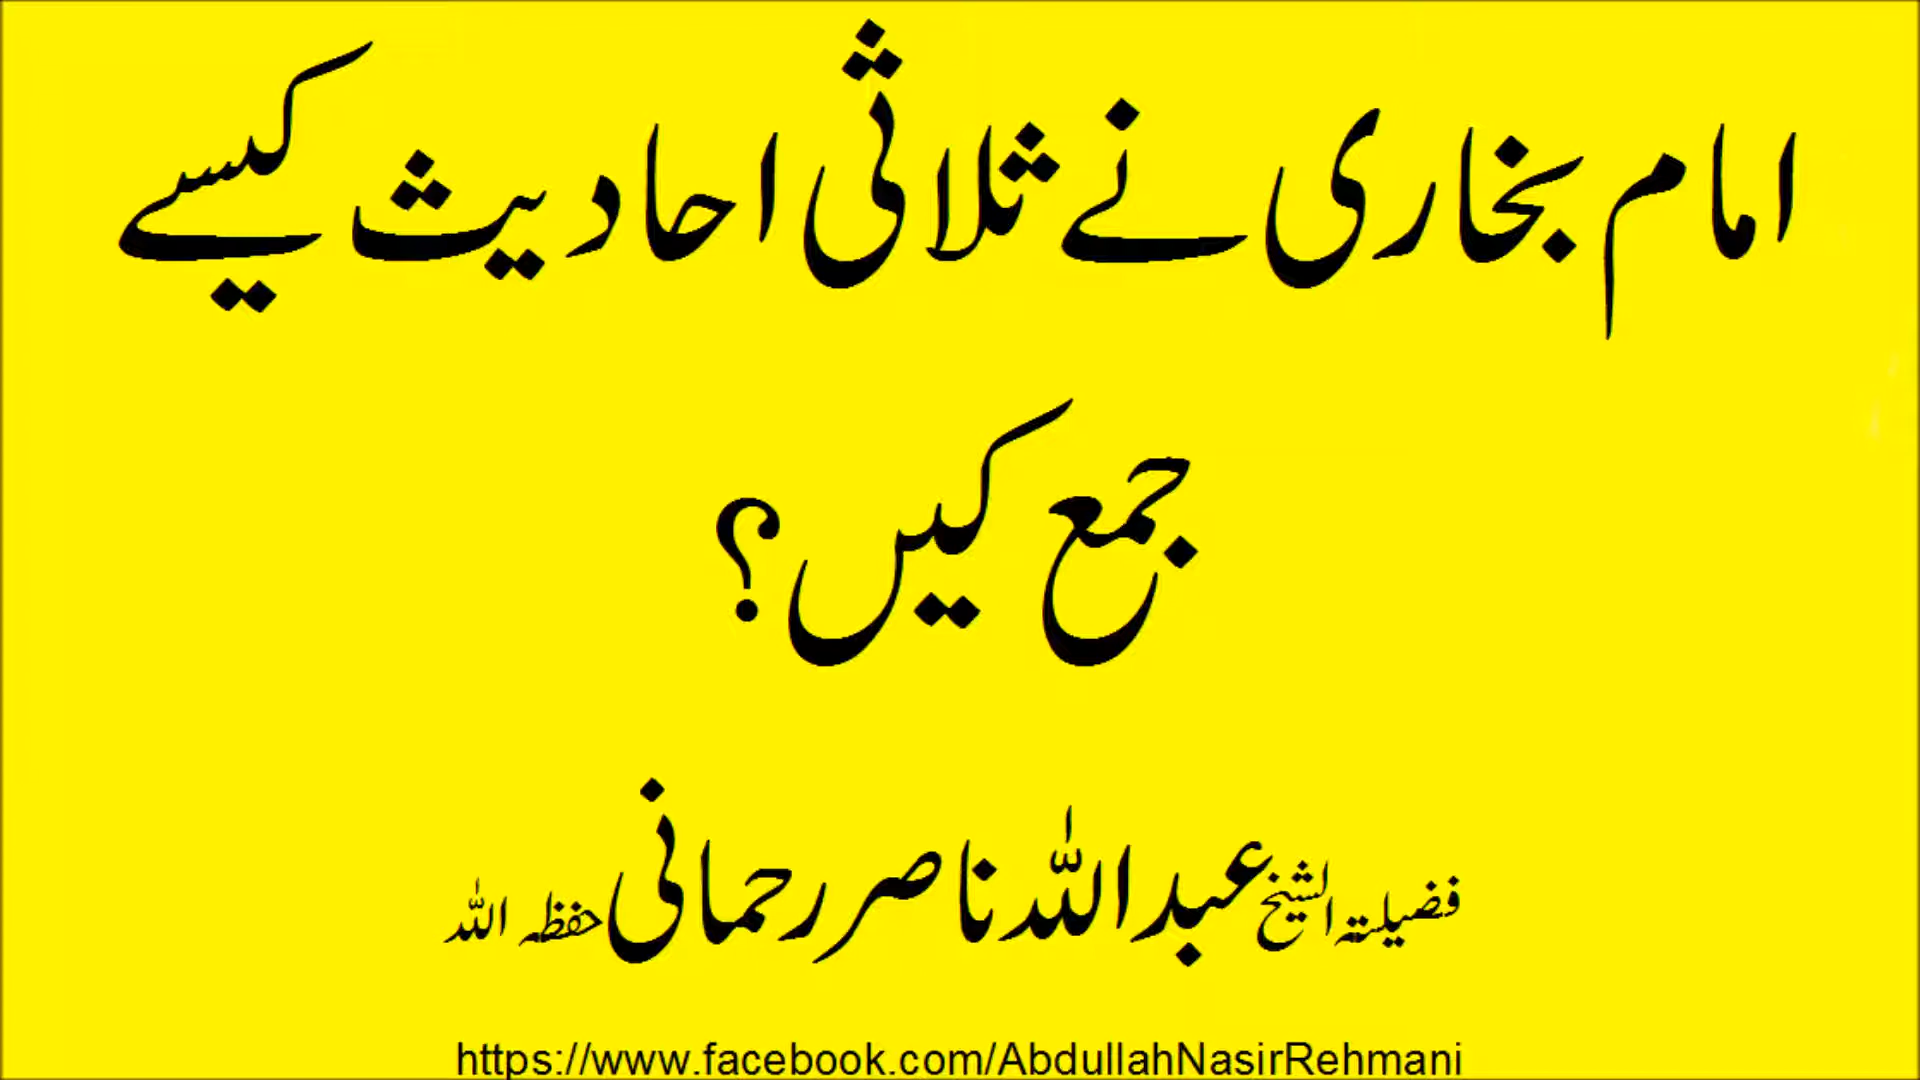 امام بخاری نے ثلاثی احادیث کیسے
جمع کیں؟
فضیلتہ الشیخ عبداللہ ناصر رحمانی حفظہ اللہ
https://www.facebook.com/AbdullahNasirRehmani